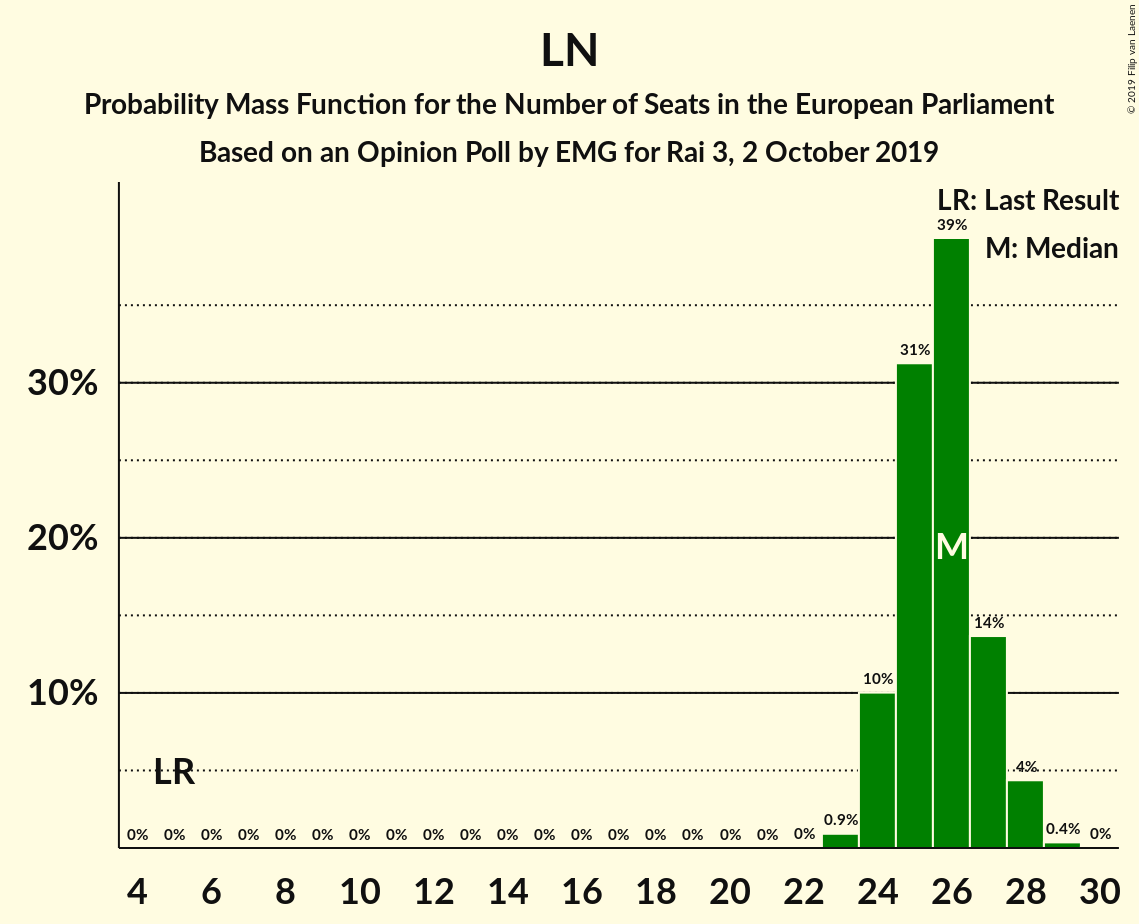 LN
Probability Mass Function for the Number of Seats in the European Parliament
Based on an Opinion Poll by EMG for Rai 3, 2 October 2019
© 2019 Filip van Laenen
LR: Last Result
M: Median
39%
31%
30%
20%
M
14%
10%
10%
LR
4%
0% 0% 0% 0% 0% 0% 0% 0% 0% 0% 0% 0% 0% 0% 0% 0% 0% 0% 0% 0.9% 0.4% 0%
4 6 8 10 12 14 16 18 20 22 24 26 28 30